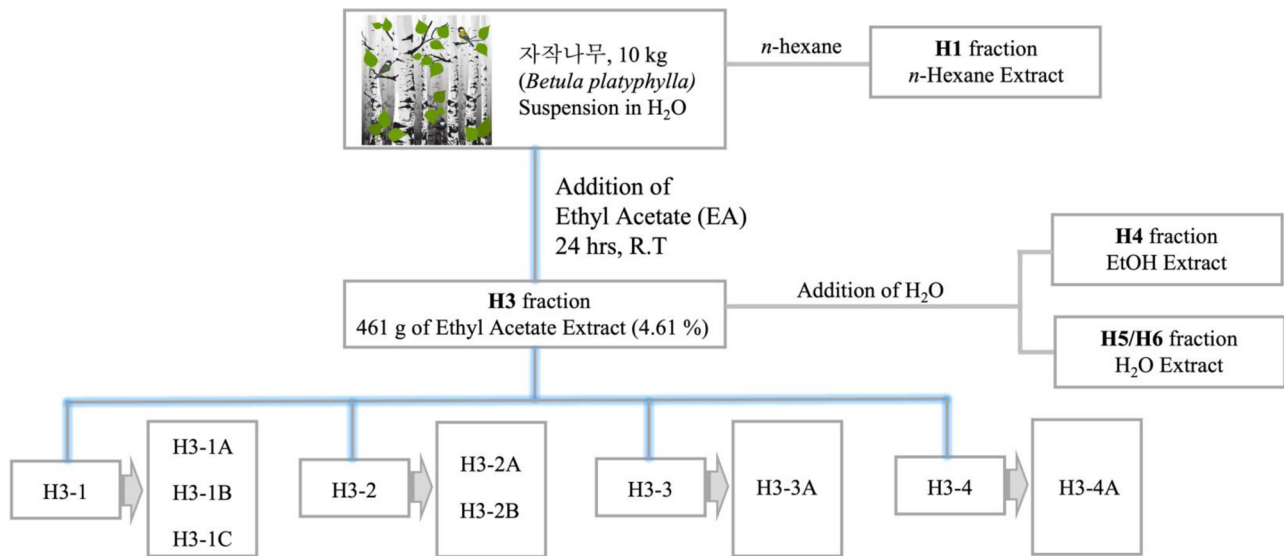 자작나무, 10 kg
(Betula platyphylla)
Suspension in H₂O
n-hexane
H1 fraction
n-Hexane Extract
Addition of
Ethyl Acetate (EA)
24 hrs, R.T
H3 fraction
461 g of Ethyl Acetate Extract (4.61 %)
Addition of H₂O
H4 fraction
EtOH Extract
H5/H6 fraction
H₂O Extract
H3-1
H3-1A
H3-1B
H3-1C
H3-2
H3-2A
H3-2B
H3-3
H3-3A
H3-4
H3-4A